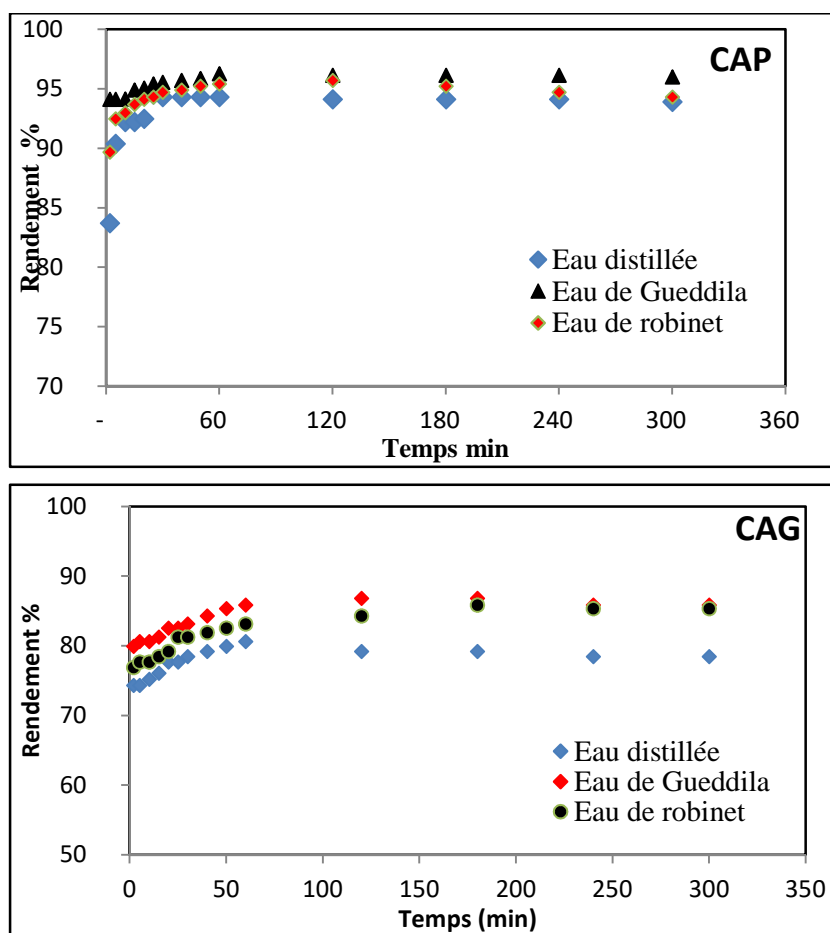 CAP
Rendement %
100
95
90
85
80
75
70
Eau distillée
Eau de Gueddila
Eau de robinet
- 60 120 180 240 300 360
Temps min
CAG
Rendement %
100
90
80
70
60
50
Eau distillée
Eau de Gueddila
Eau de robinet
0 50 100 150 200 250 300 350
Temps (min)